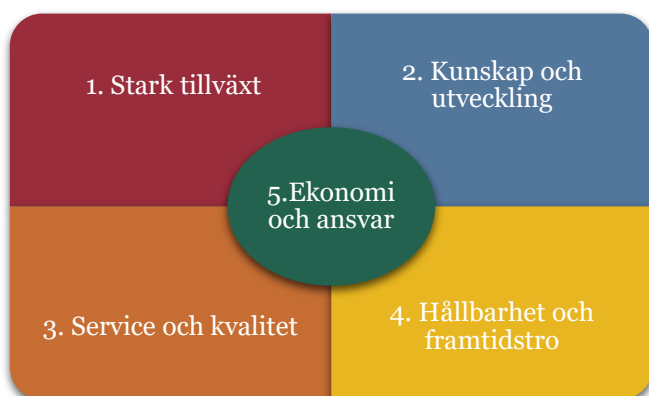 1. Stark tillväxt
2. Kunskap och
utveckling
5.Ekonomi
och ansvar
3. Service och kvalitet
4. Hållbarhet och
framtidstro